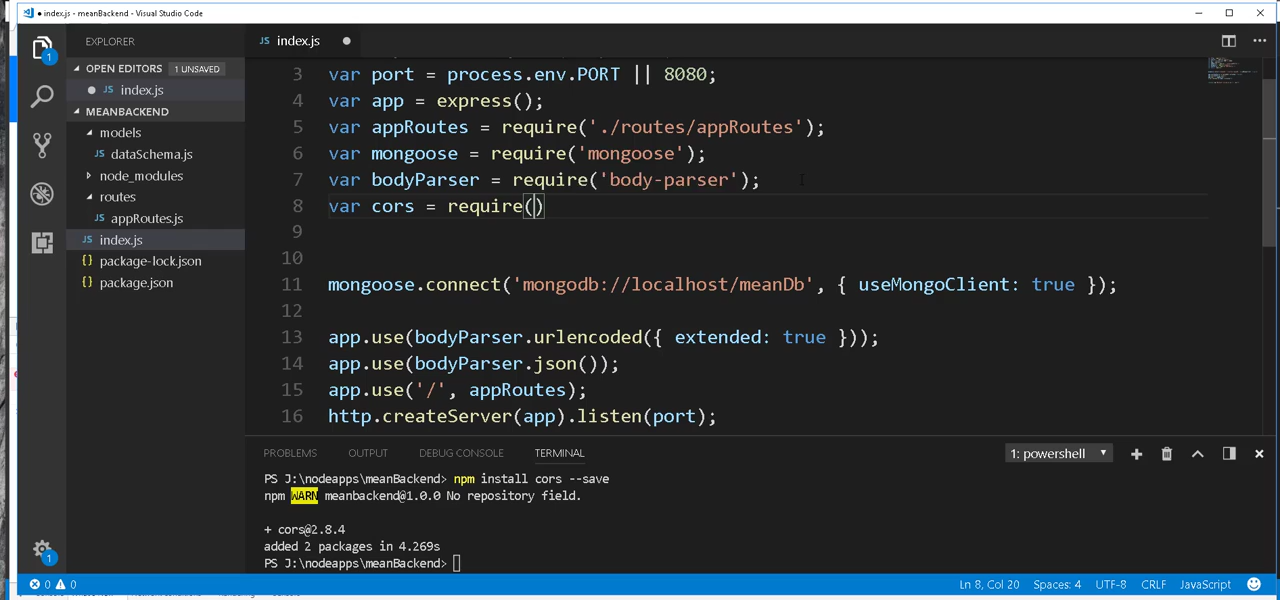 index.js - meanBackend - Visual Studio Code
EXPLORER
JS index.js
OPEN EDITORS 1 UNSAVED
JS index.js
MEANBACKEND
models
JS dataSchema.js
node_modules
routes
JS appRoutes.js
JS index.js
{} package-lock.json
{} package.json
1
1
3 var port = process.env.PORT || 8080;
4 var app = express();
5 var appRoutes = require('./routes/appRoutes');
6 var mongoose = require('mongoose');
7 var bodyParser = require('body-parser');
8 var cors = require()
9
10
11 mongoose.connect('mongodb://localhost/meanDb', { useMongoClient: true });
12
13 app.use(bodyParser.urlencoded({ extended: true }));
14 app.use(bodyParser.json());
15 app.use('/', appRoutes);
16 http.createServer(app).listen(port);
PROBLEMS OUTPUT DEBUG CONSOLE TERMINAL 1: powershell
PS J:\nodeapps\meanBackend> npm install cors --save
npm WARN meanbackend@1.0.0 No repository field.
+ cors@2.8.4
added 2 packages in 4.269s
PS J:\nodeapps\meanBackend>
0 0 Ln 8, Col 20 Spaces: 4 UTF-8 CRLF JavaScript